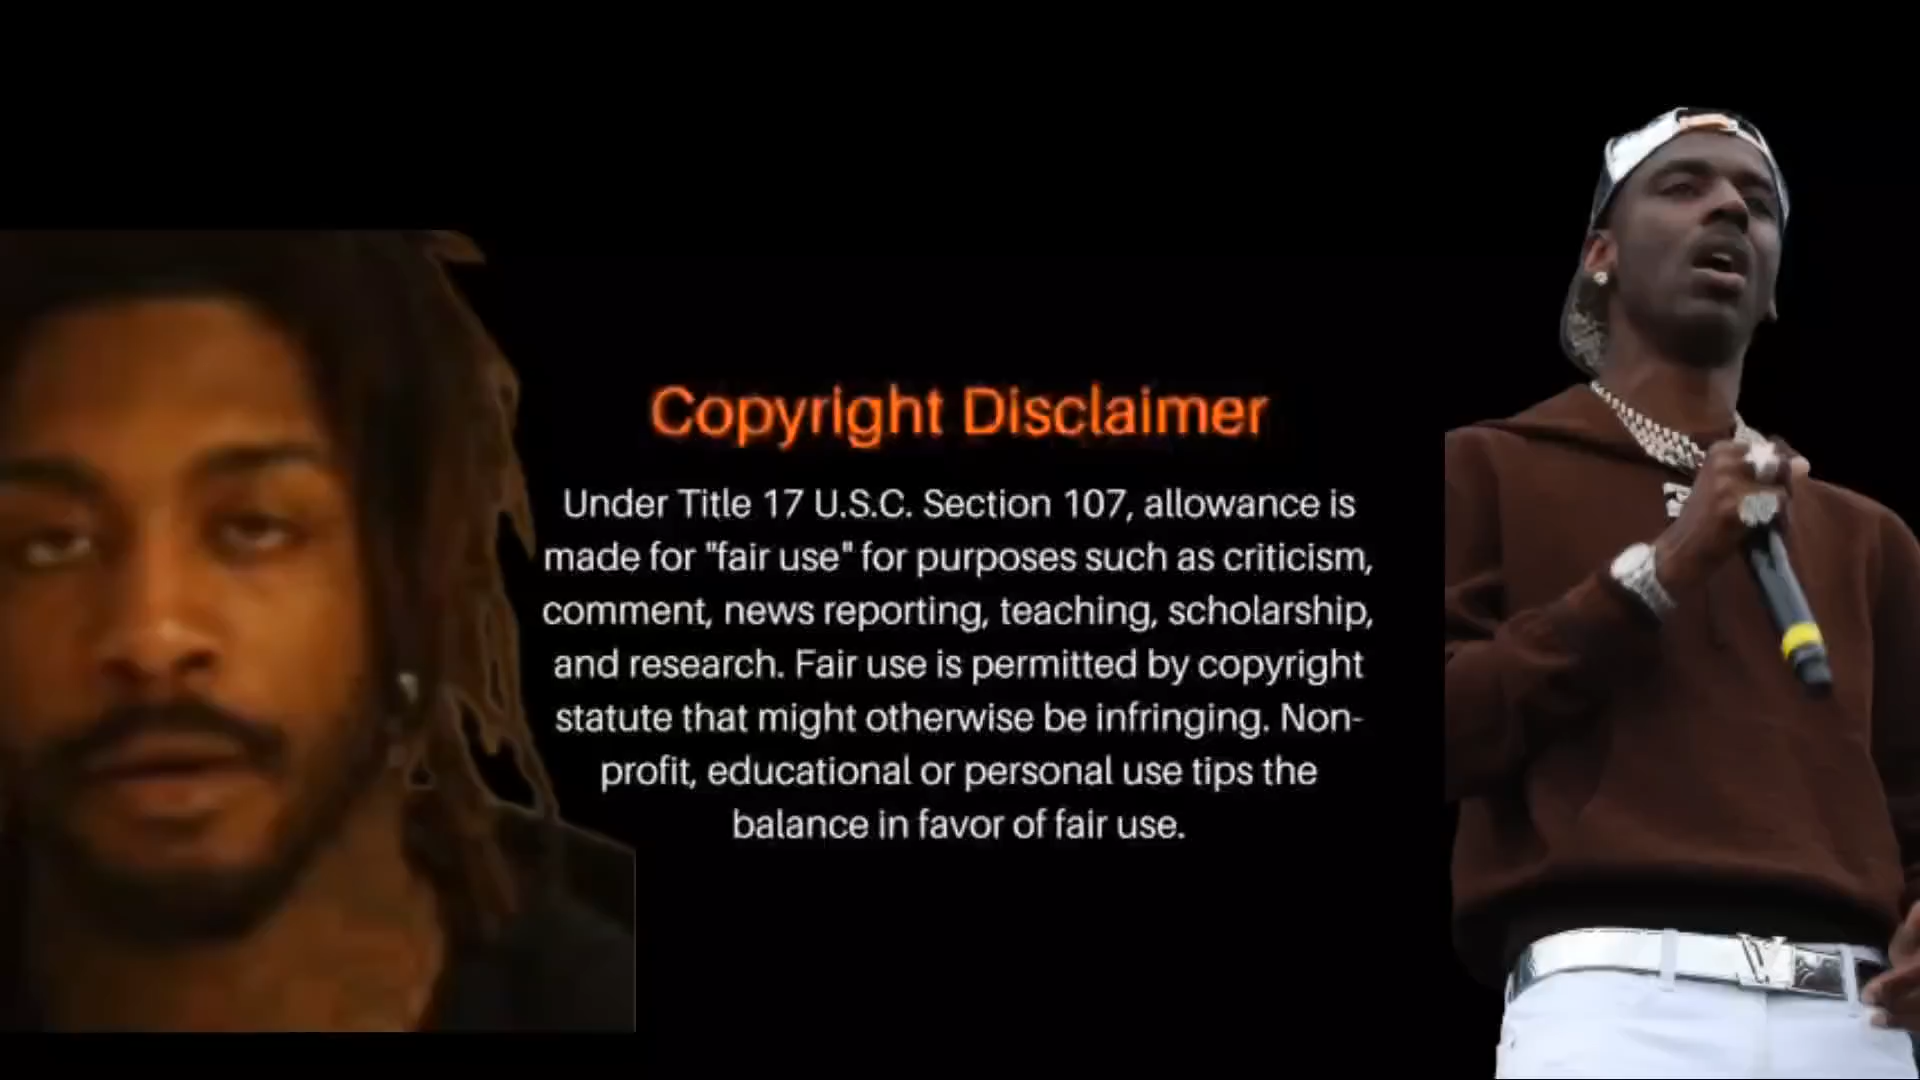 Copyright Disclaimer
Under Title 17 U.S.C. Section 107, allowance is
made for "fair use" for purposes such as criticism,
comment, news reporting, teaching, scholarship,
and research. Fair use is permitted by copyright
statute that might otherwise be infringing. Non-
profit, educational or personal use tips the
balance in favor of fair use.